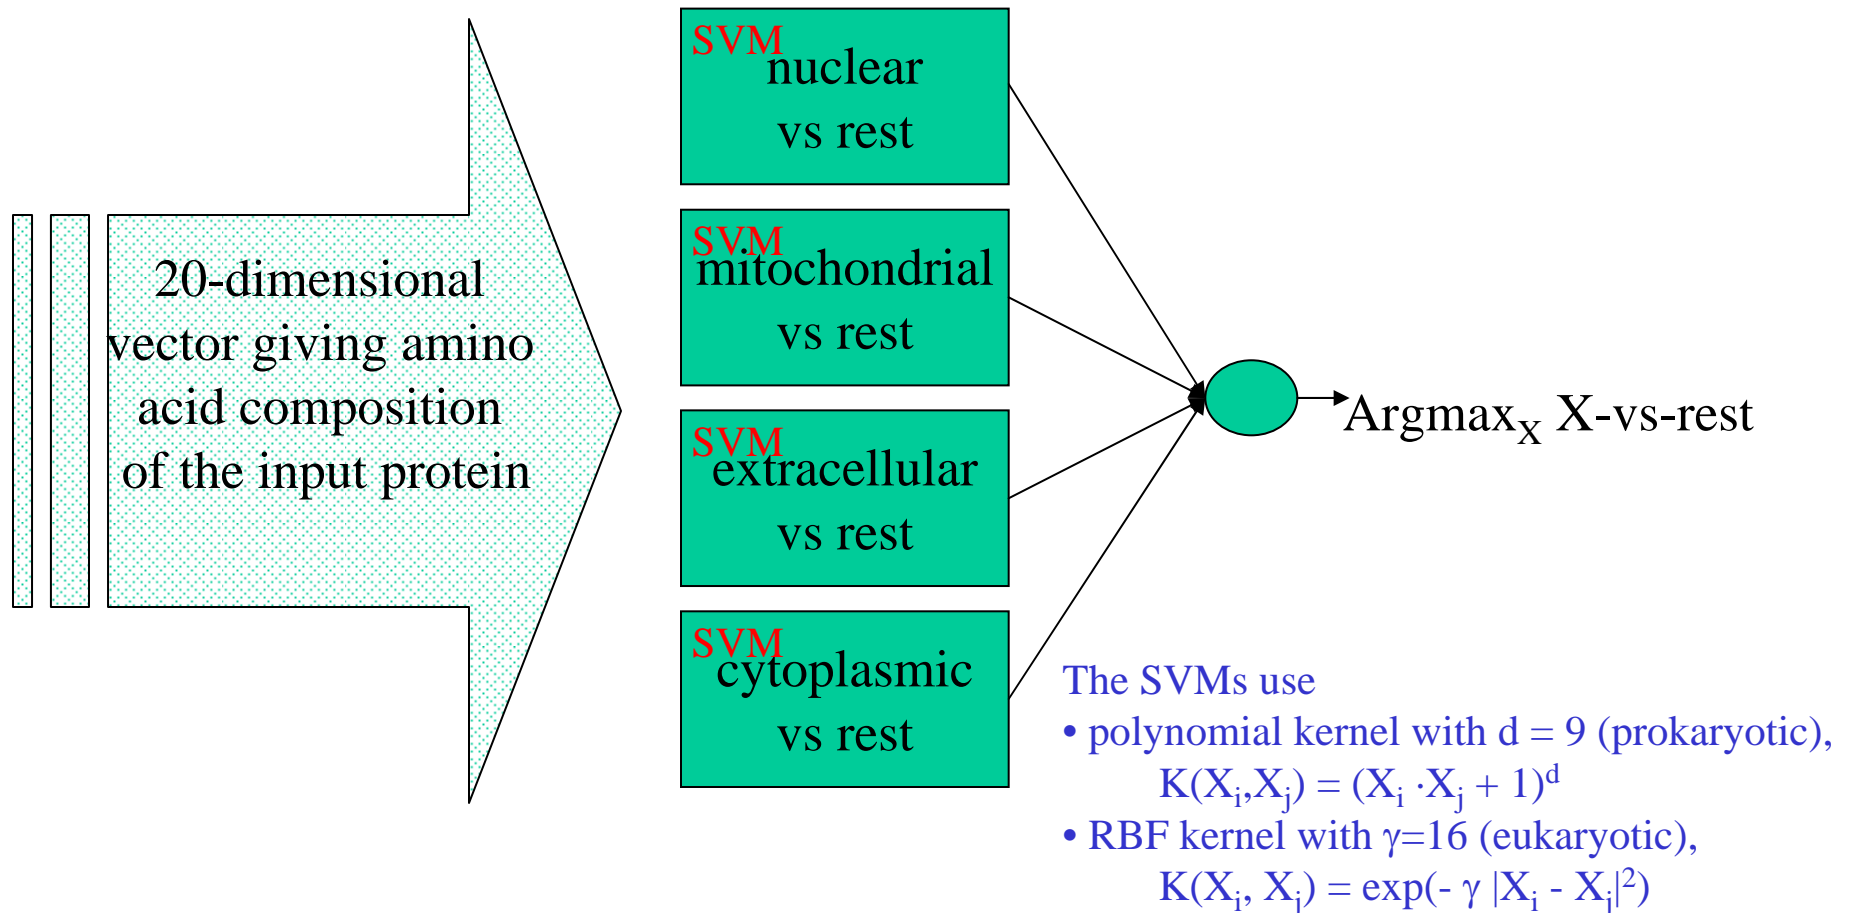 20-dimensional
vector giving amino
acid composition
of the input protein
SVM
nuclear
vs rest
SVM
mitochondrial
vs rest
SVM
extracellular
vs rest
SVM
cytoplasmic
vs rest
Argmax_X X-vs-rest
The SVMs use
• polynomial kernel with d = 9 (prokaryotic),
K(X_i,X_j) = (X_i ·X_j + 1)^d
• RBF kernel with γ=16 (eukaryotic),
K(X_i, X_j) = exp(- γ |X_i - X_j|^2)